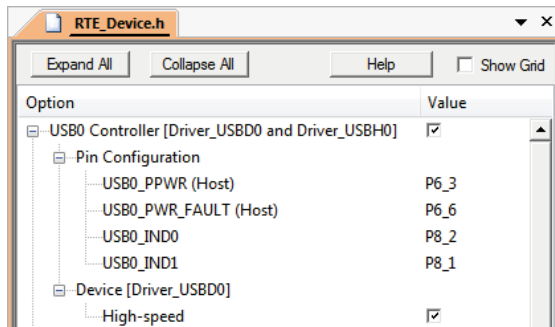 RTE_Device.h
Expand All Collapse All Help Show Grid
Option Value
USB0 Controller [Driver_USBD0 and Driver_USBH0]
Pin Configuration
USB0_PPWR (Host) P6_3
USB0_PWR_FAULT (Host) P6_6
USB0_IND0 P8_2
USB0_IND1 P8_1
Device [Driver_USBD0]
High-speed